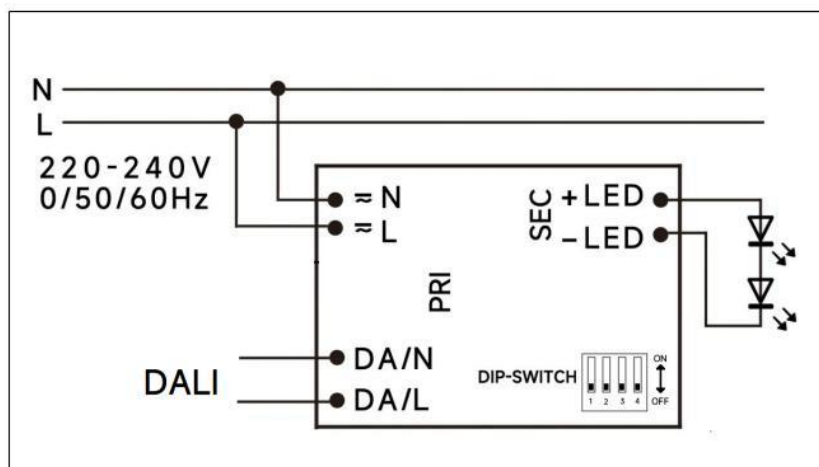 N
L
220-240V
0/50/60Hz
≂ N
≂ L
PRI
SEC
+LED
-LED
DALI
DA/N
DA/L
DIP-SWITCH
ON
1 2 3 4
OFF